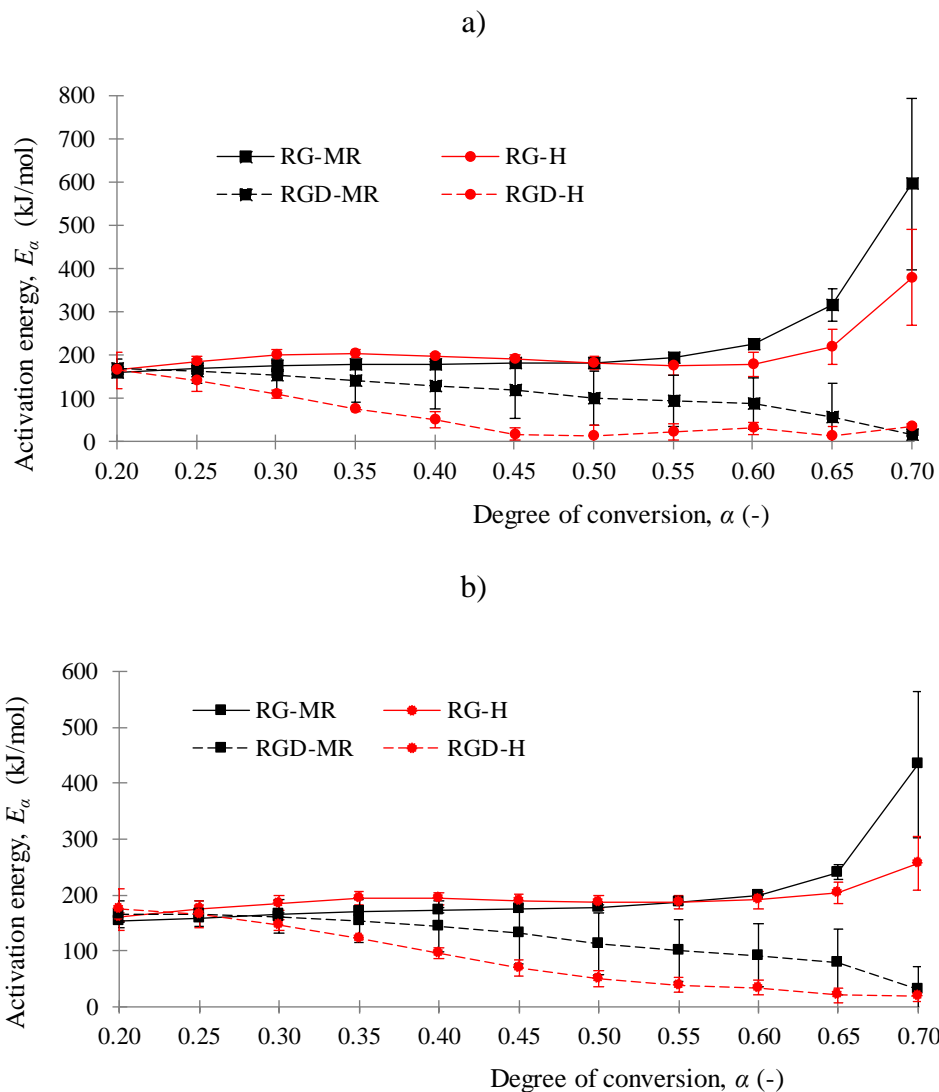 a)
800
700
600
500
400
300
200
100
0
Activation energy, Eα (kJ/mol)
RG-MR
RG-H
RGD-MR
RGD-H
0.20 0.25 0.30 0.35 0.40 0.45 0.50 0.55 0.60 0.65 0.70
Degree of conversion, α (-)
b)
600
500
400
300
200
100
0
Activation energy, Eα (kJ/mol)
RG-MR
RG-H
RGD-MR
RGD-H
0.20 0.25 0.30 0.35 0.40 0.45 0.50 0.55 0.60 0.65 0.70
Degree of conversion, α (-)